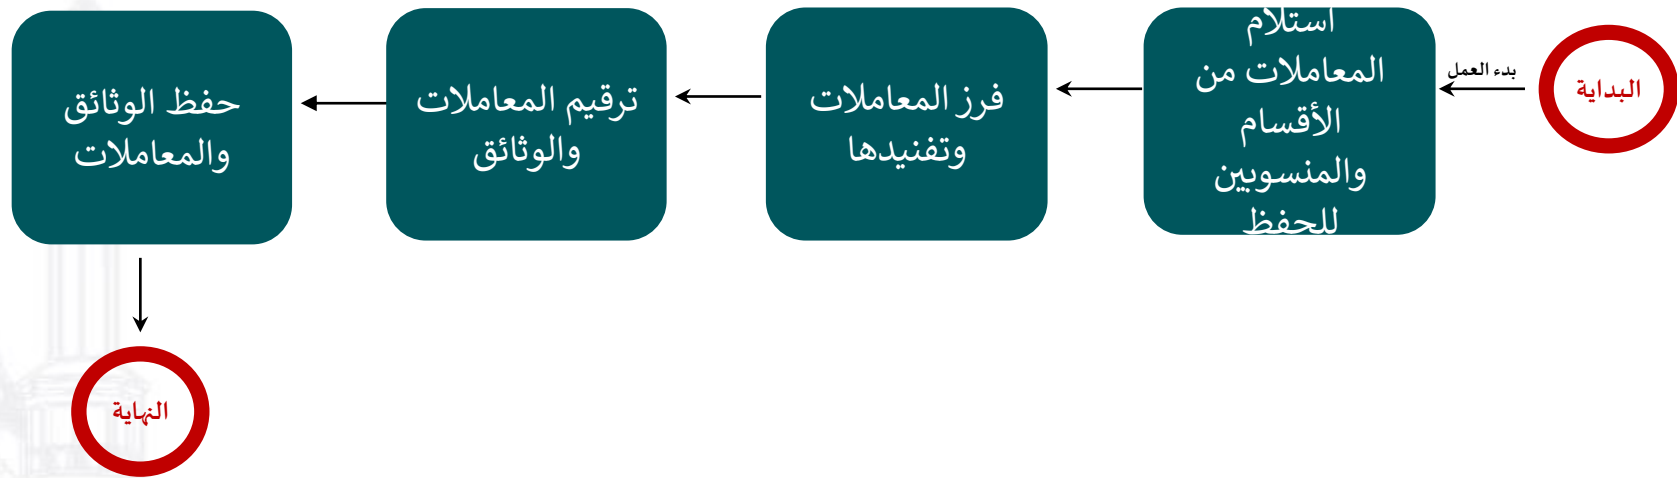 البداية
بدء العمل
استلام
المعاملات من
الأقسام
والمنسوبين
للحفظ
فرز المعاملات
وتفنيدها
ترقيم المعاملات
والوثائق
حفظ الوثائق
والمعاملات
النهاية